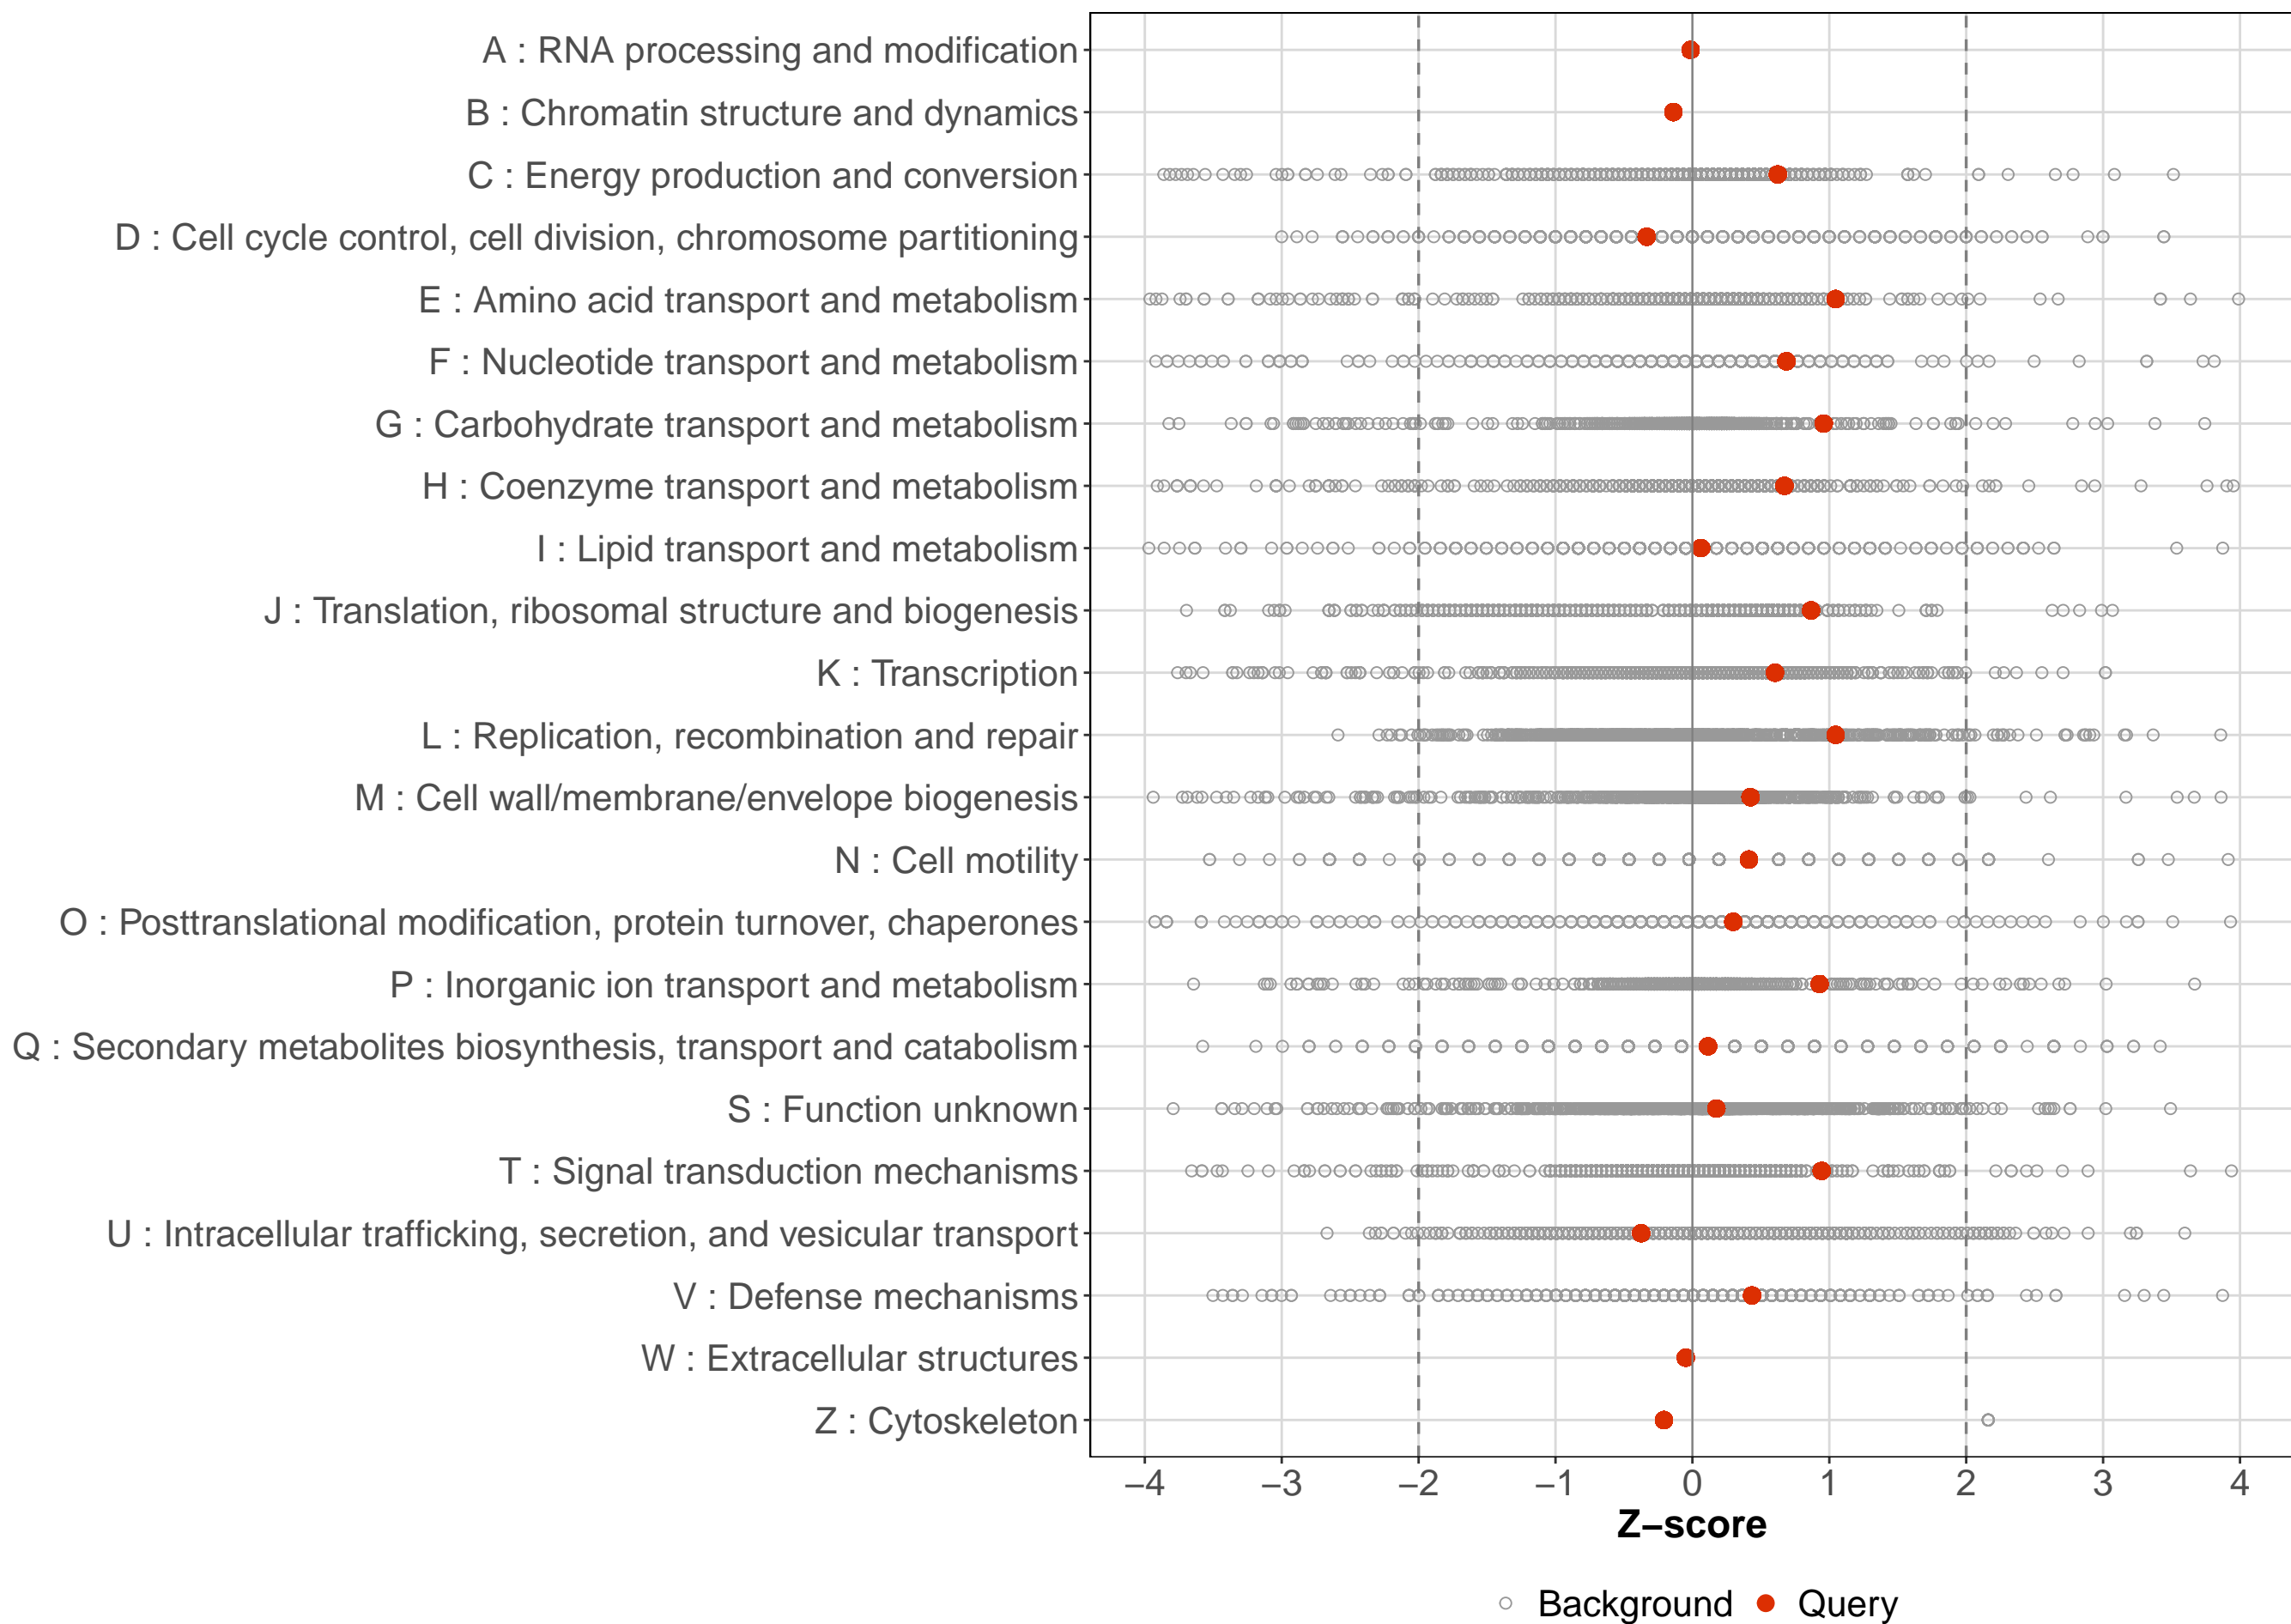 A : RNA processing and modification
B : Chromatin structure and dynamics
C : Energy production and conversion
D : Cell cycle control, cell division, chromosome partitioning
E : Amino acid transport and metabolism
F : Nucleotide transport and metabolism
G : Carbohydrate transport and metabolism
H : Coenzyme transport and metabolism
I : Lipid transport and metabolism
J : Translation, ribosomal structure and biogenesis
K : Transcription
L : Replication, recombination and repair
M : Cell wall/membrane/envelope biogenesis
N : Cell motility
O : Posttranslational modification, protein turnover, chaperones
P : Inorganic ion transport and metabolism
Q : Secondary metabolites biosynthesis, transport and catabolism
S : Function unknown
T : Signal transduction mechanisms
U : Intracellular trafficking, secretion, and vesicular transport
V : Defense mechanisms
W : Extracellular structures
Z : Cytoskeleton
−4 −3 −2 −1 0 1 2 3 4
Z−score
Background Query